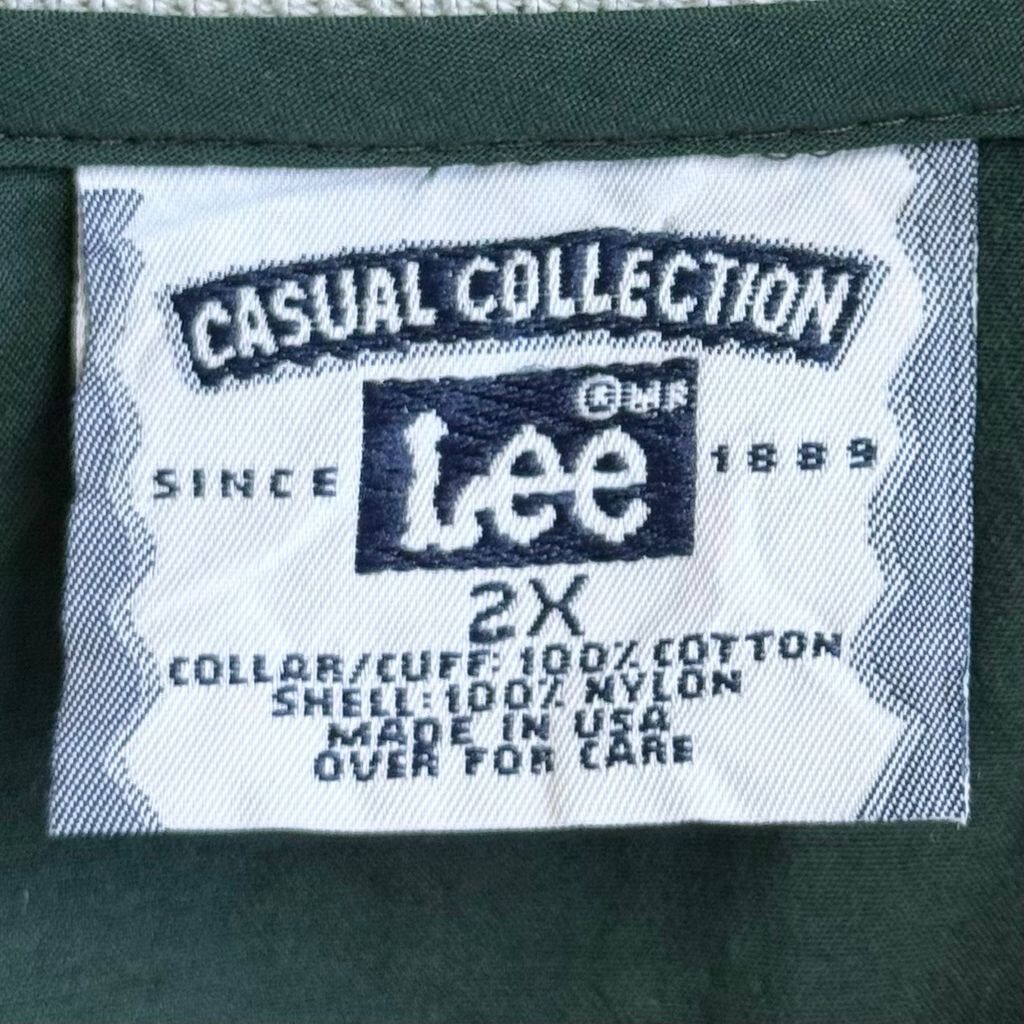 CASUAL COLLECTION
® MR
Lee
SINCE 1889
2X
COLLAR/CUFF: 100% COTTON
SHELL: 100% NYLON
MADE IN USA
OVER FOR CARE